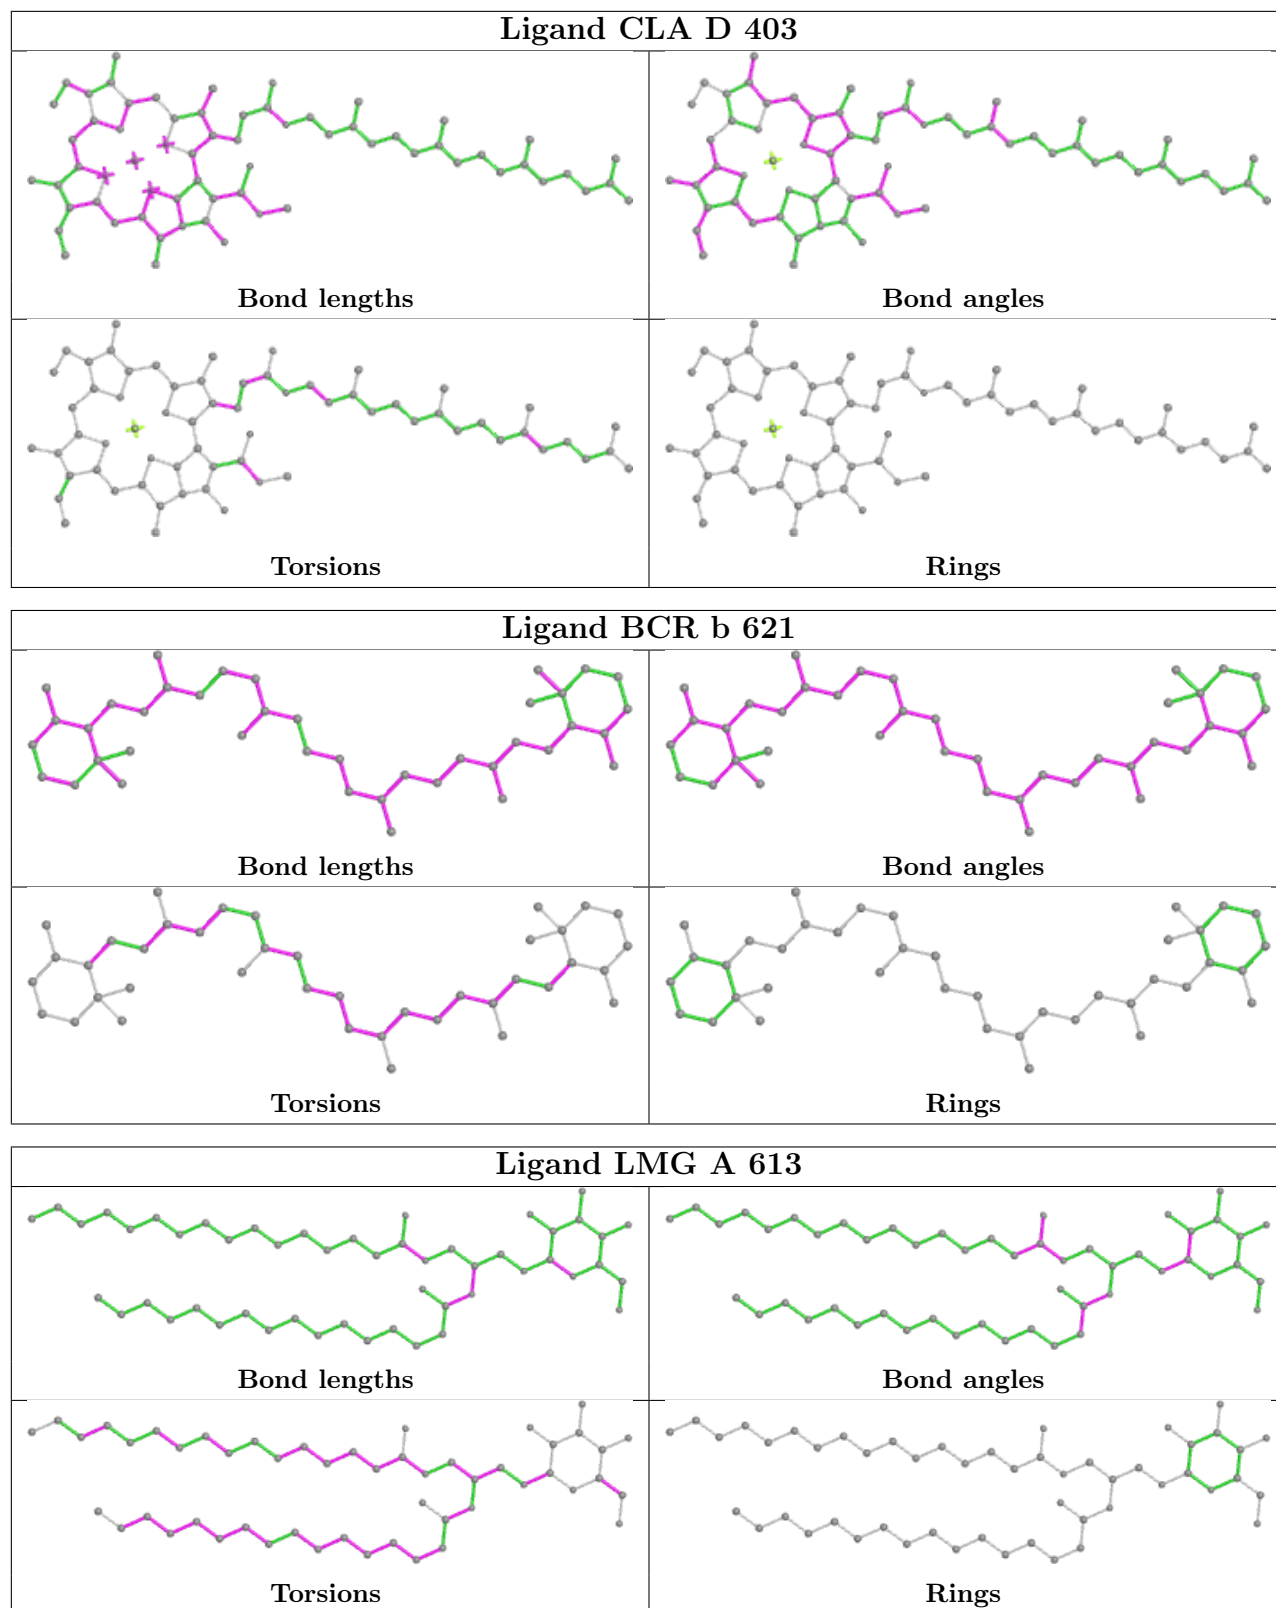 Ligand CLA D 403
Bond lengths
Bond angles
Torsions
Rings
Ligand BCR b 621
Bond lengths
Bond angles
Torsions
Rings
Ligand LMG A 613
Bond lengths
Bond angles
Torsions
Rings